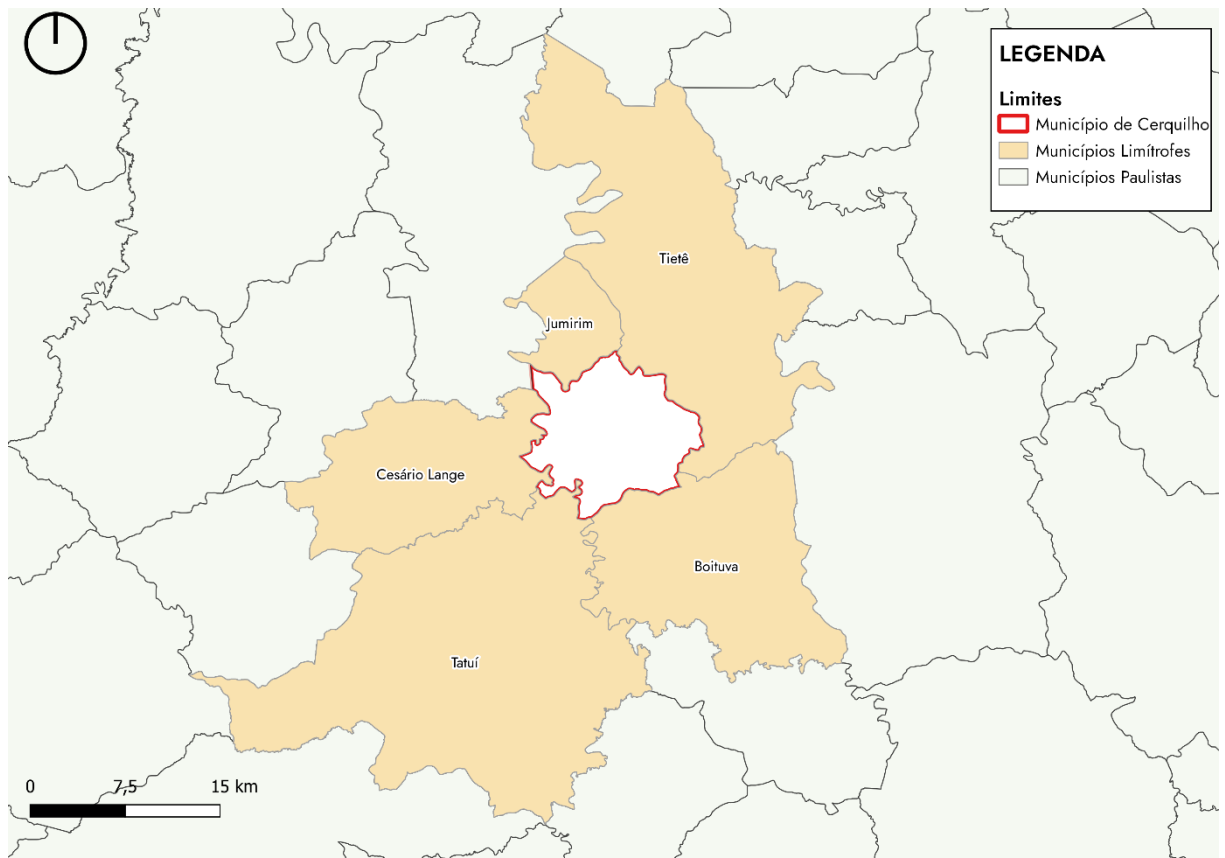 LEGENDA
Limites
Município de Cerquilho
Municípios Limítrofes
Municípios Paulistas
Tietê
Jumirim
Cesário Lange
Boituva
Tatuí
0 7,5 15 km